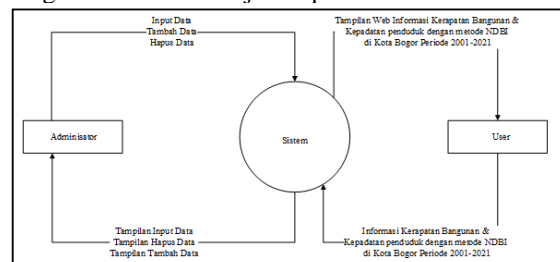 Input Data
Tambah Data
Hapus Data
Tampilan Web Informasi Kerapatan Bangunan &
Kepadatan penduduk dengan metode NDBI
di Kota Bogor Periode 2001-2021
Adminisator
Sistem
User
Tampilan Input Data
Tampilan Hapus Data
Tampilan Tambah Data
Informasi Kerapatan Bangunan &
Kepadatan penduduk dengan metode NDBI
di Kota Bogor Periode 2001-2021